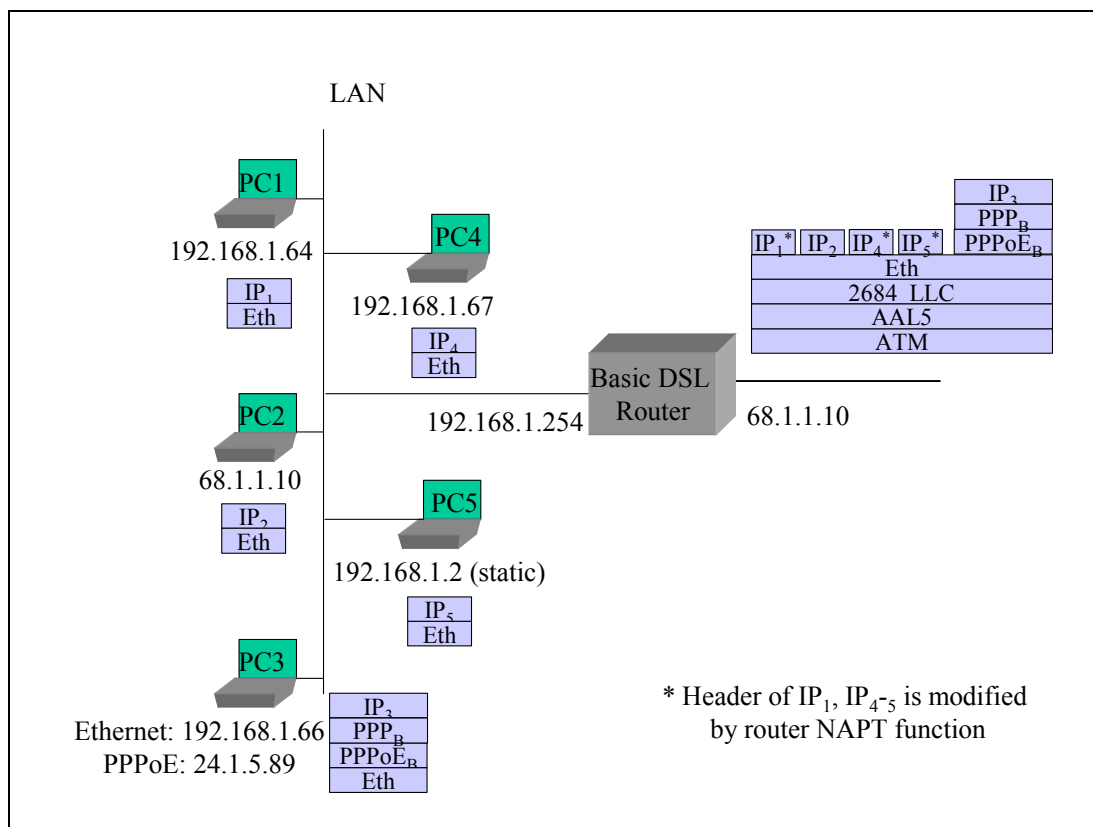 LAN
PC1
192.168.1.64
IP1
Eth
PC4
192.168.1.67
IP4
Eth
PC2
68.1.1.10
IP2
Eth
PC5
192.168.1.2 (static)
IP5
Eth
PC3
Ethernet: 192.168.1.66
PPPoE: 24.1.5.89
IP3
PPPB
PPPoEB
Eth
Basic DSL
Router
192.168.1.254
68.1.1.10
IP1* IP2 IP4* IP5*
IP3
PPPB
PPPoEB
Eth
2684 LLC
AAL5
ATM
* Header of IP1, IP4-5 is modified
by router NAPT function